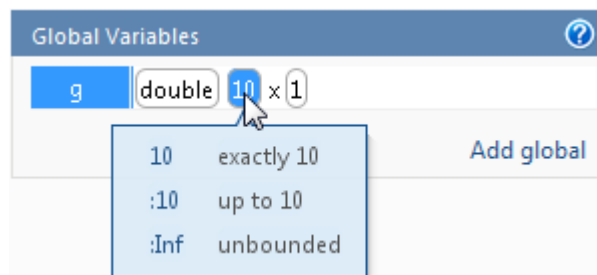 Global Variables ?
g double 10 x 1
10 exactly 10
Add global
:10 up to 10
:Inf unbounded